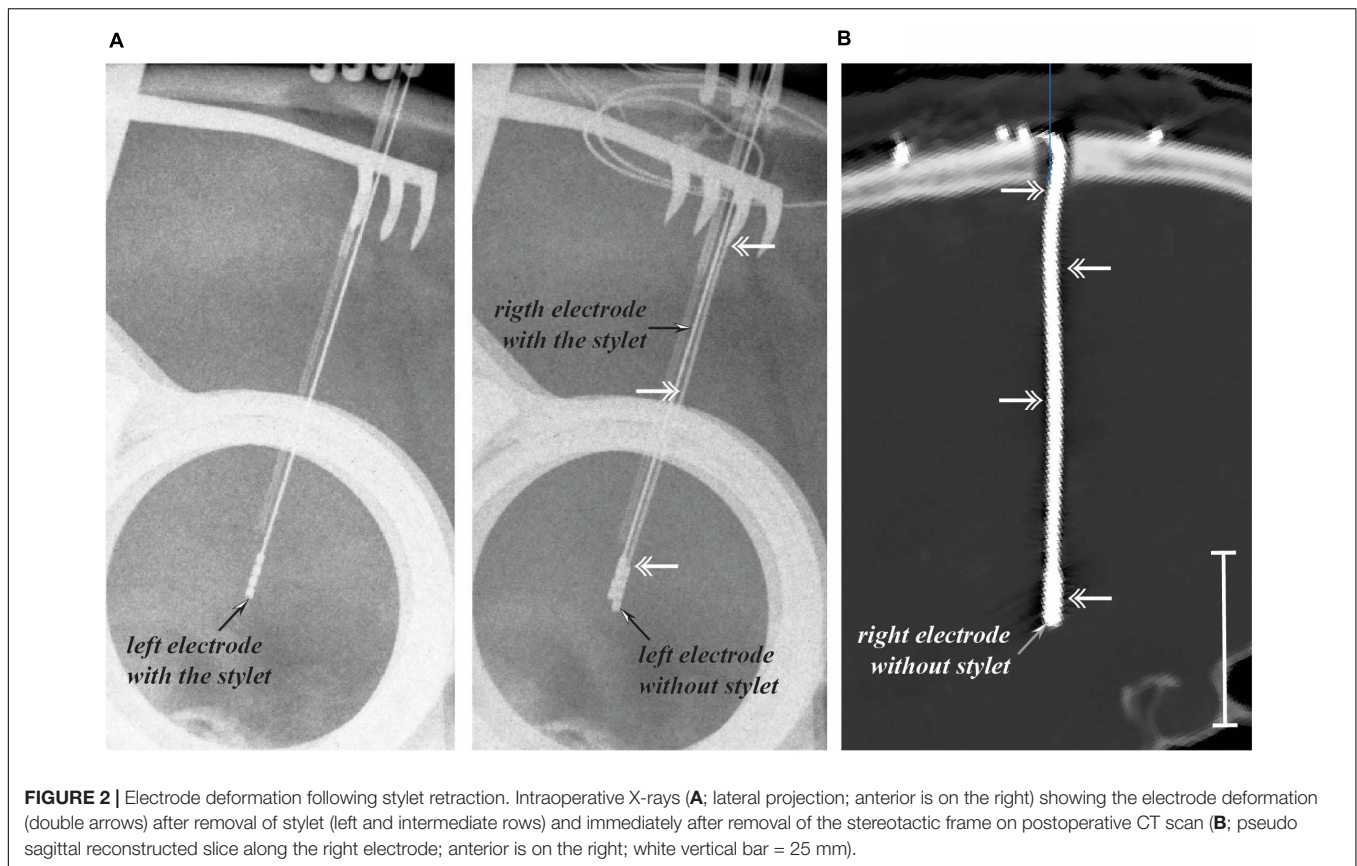 A
B
rigth electrode
with the stylet
left electrode
with the stylet
left electrode
without stylet
right electrode
without stylet
FIGURE 2 | Electrode deformation following stylet retraction. Intraoperative X-rays (A; lateral projection; anterior is on the right) showing the electrode deformation
(double arrows) after removal of stylet (left and intermediate rows) and immediately after removal of the stereotactic frame on postoperative CT scan (B; pseudo
sagittal reconstructed slice along the right electrode; anterior is on the right; white vertical bar = 25 mm).